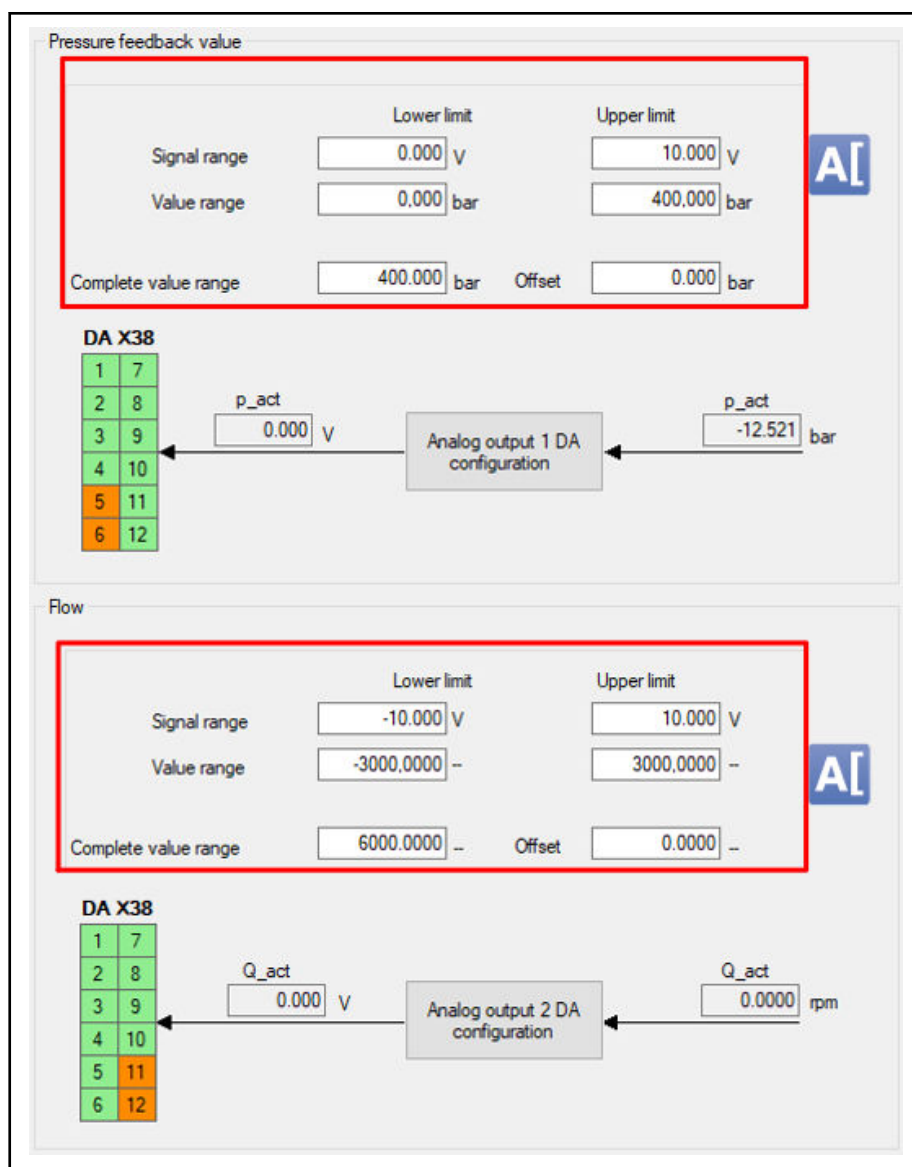 Pressure feedback value
Lower limit Upper limit
Signal range 0.000 V 10.000 V
Value range 0,000 bar 400,000 bar
Complete value range 400.000 bar Offset 0.000 bar
A[
DA X38
1 7
2 8
3 9
4 10
5 11
6 12
p_act
0.000 V
Analog output 1 DA
configuration
p_act
-12.521 bar
Flow
Lower limit Upper limit
Signal range -10.000 V 10.000 V
Value range -3000,0000 -- 3000,0000 --
Complete value range 6000.0000 -- Offset 0.0000 --
A[
DA X38
1 7
2 8
3 9
4 10
5 11
6 12
Q_act
0.000 V
Analog output 2 DA
configuration
Q_act
0.0000 rpm